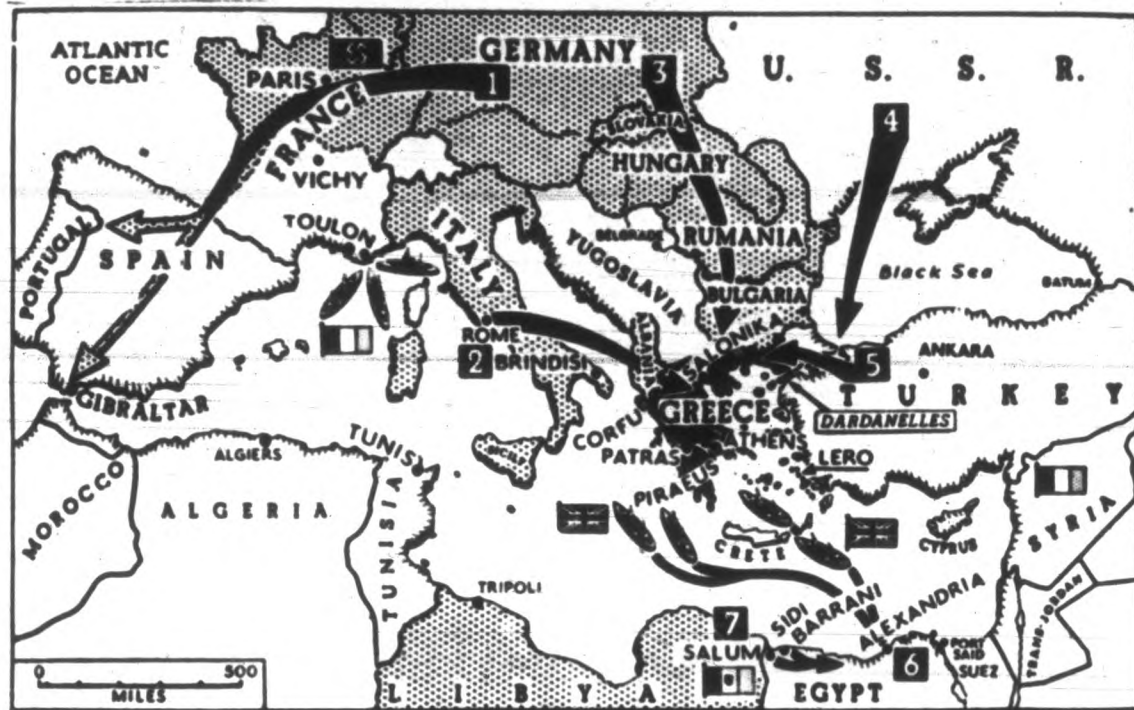 ATLANTIC
OCEAN
GERMANY
U. S. S. R.
PARIS
1
3
4
FRANCE
SLOVAKIA
HUNGARY
VICHY
TOULON
ITALY
BELGRADE
RUMANIA
YUGOSLAVIA
Black Sea
BATUM
PORTUGAL
SPAIN
BULGARIA
ROME
2
BRINDISI
ALBANIA
SALONIKA
5
ANKARA
TURKEY
GIBRALTAR
GREECE
DARDANELLES
CORFU
ATHENS
TUNIS
SICILY
PATRAS
LERO
ALGIERS
PIRAEUS
MOROCCO
ALGERIA
CRETE
CYPRUS
SYRIA
TUNISIA
TRIPOLI
SIDI
BARRANI
ALEXANDRIA
TRANS-JORDAN
7
SALUM
6
PORT
SAID
SUEZ
0 500
MILES
LIBYA
EGYPT